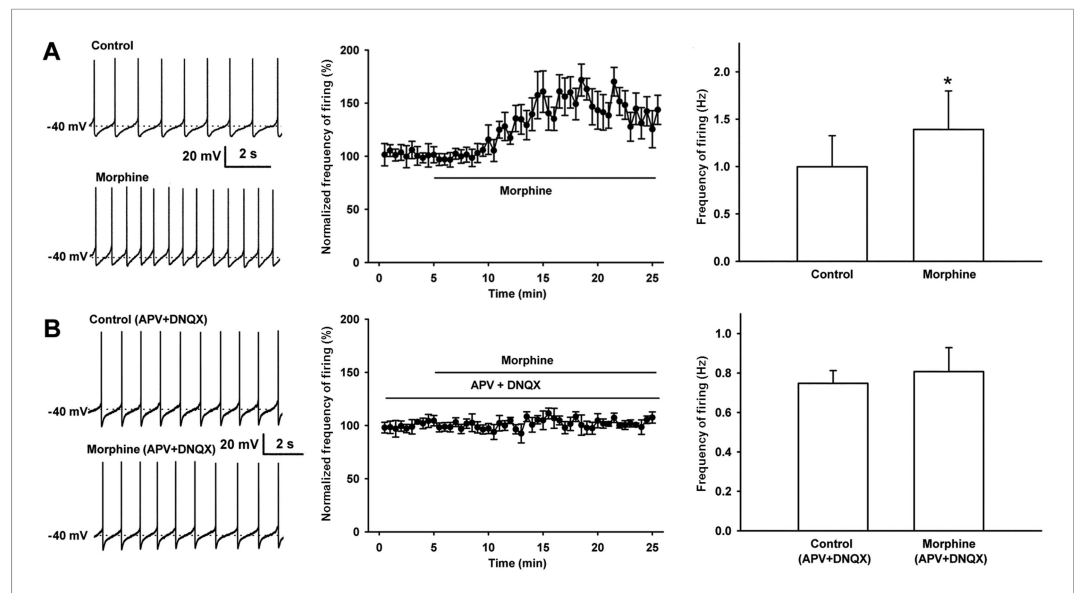 A
Control
-40 mV
20 mV
2 s
Morphine
-40 mV
Normalized frequency of firing (%)
200
150
100
50
0
Morphine
0 5 10 15 20 25
Time (min)
Frequency of firing (Hz)
2.0
1.5
1.0
0.5
0.0
*
Control
Morphine
B
Control (APV+DNQX)
-40 mV
20 mV
2 s
Morphine (APV+DNQX)
-40 mV
Normalized frequency of firing (%)
200
150
100
50
0
Morphine
APV + DNQX
0 5 10 15 20 25
Time (min)
Frequency of firing (Hz)
1.0
0.8
0.6
0.4
0.2
0.0
Control
(APV+DNQX)
Morphine
(APV+DNQX)